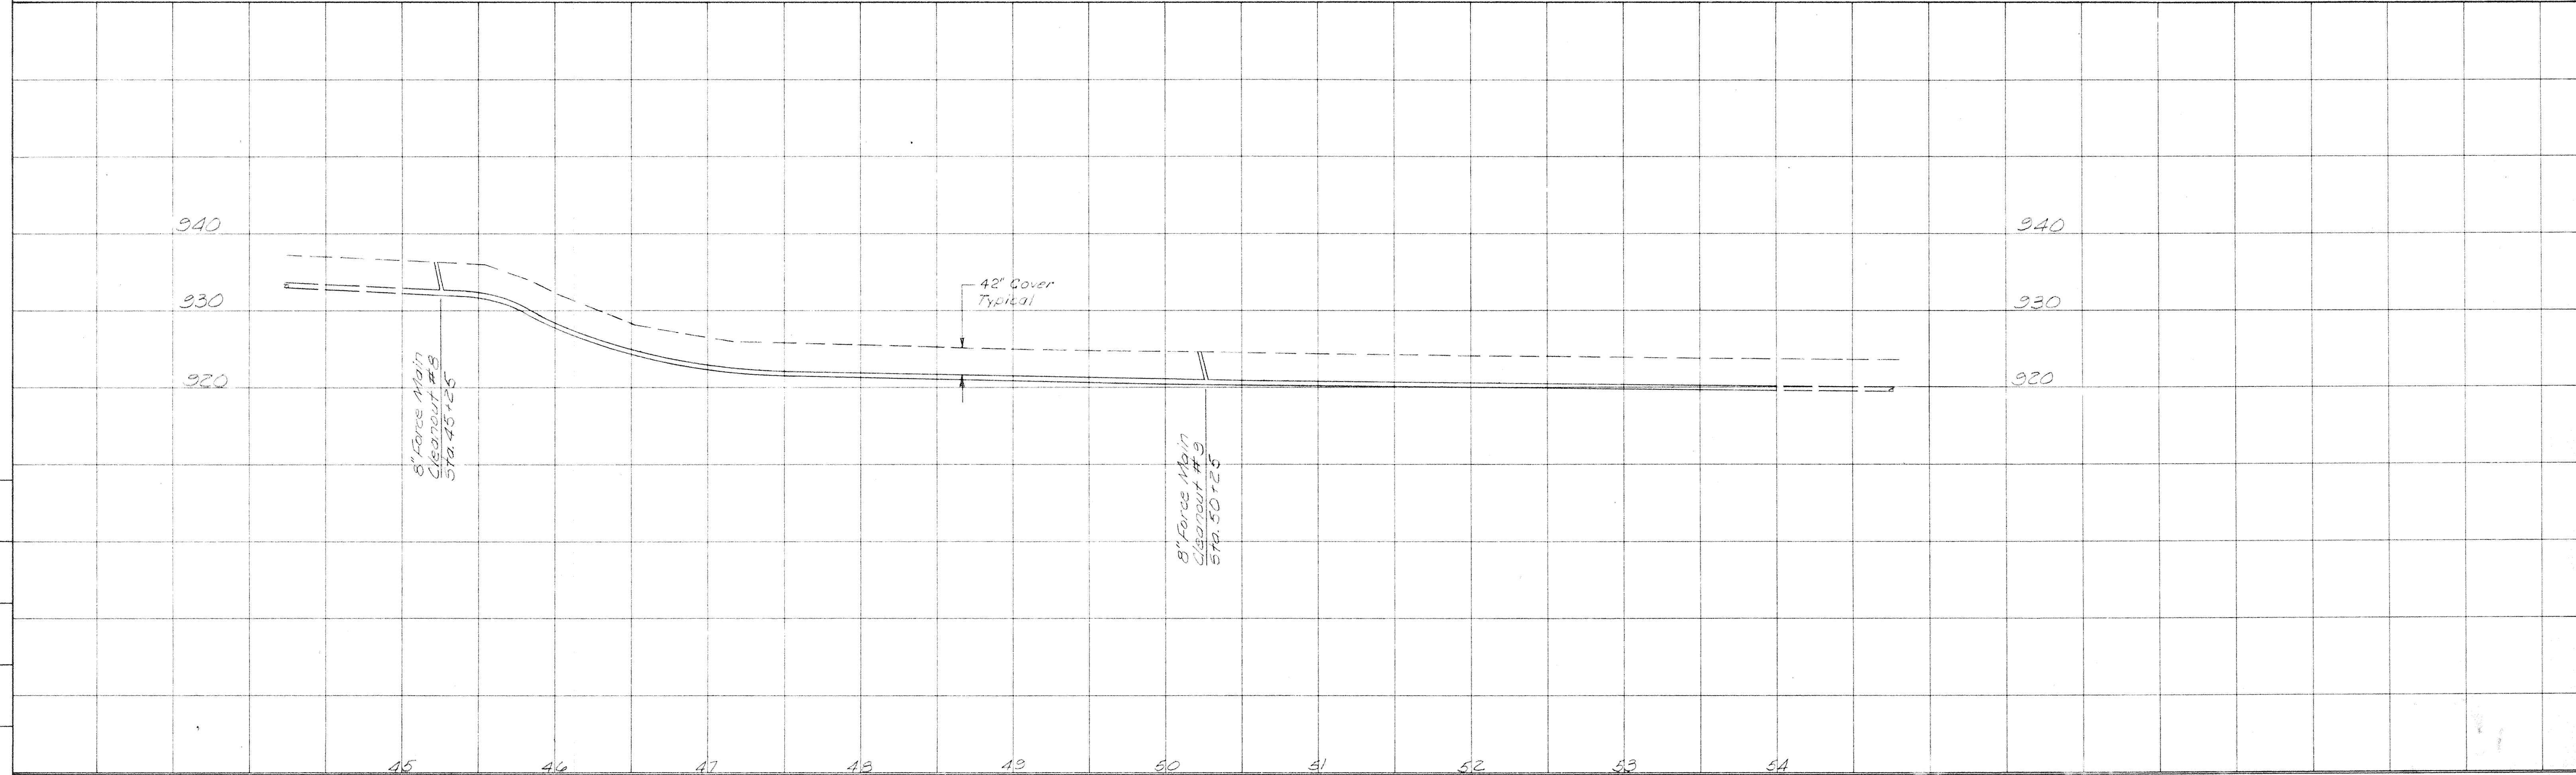 940
940
42" Cover
Typical
930
930
920
920
8" Force Main
Cleanout #8
Sta. 45+25
8" Force Main
Cleanout #9
Sta. 50+25
45 46 47 48 49 50 51 52 53 54